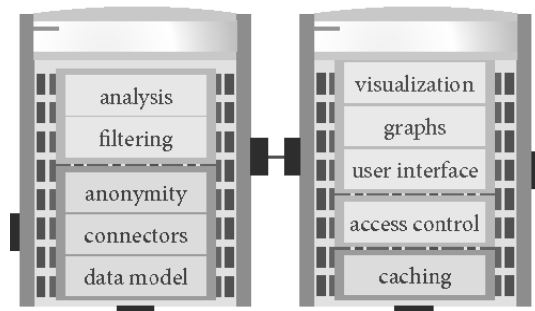 analysis
filtering
anonymity
connectors
data model
visualization
graphs
user interface
access control
caching